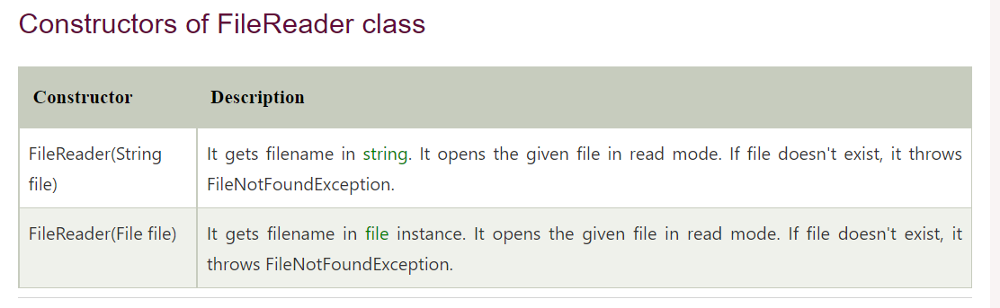 Constructors of FileReader class
Constructor
Description
FileReader(String
file)
It gets filename in string. It opens the given file in read mode. If file doesn't exist, it throws
FileNotFoundException.
FileReader(File file)
It gets filename in file instance. It opens the given file in read mode. If file doesn't exist, it
throws FileNotFoundException.